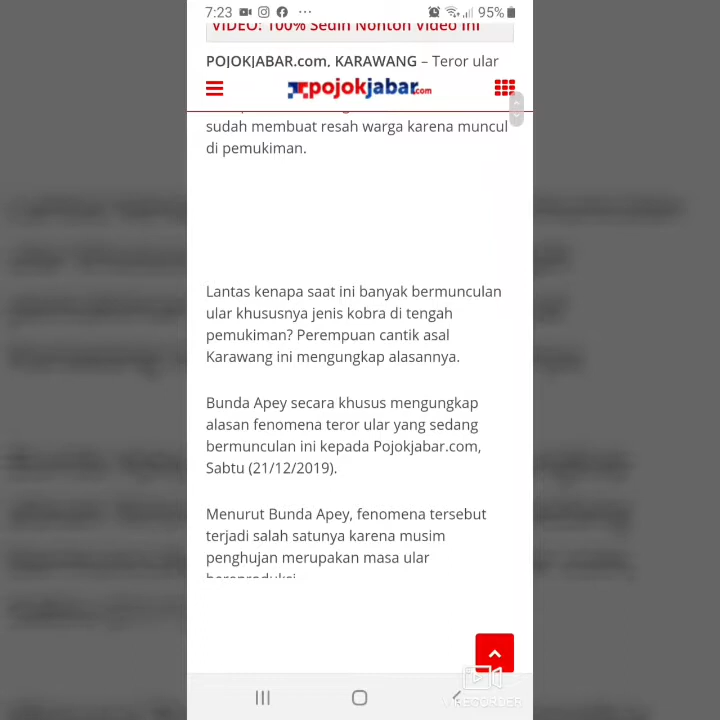 7:23
95%
VIDEO: 100% Sedih Nonton Video Ini
POJOKJABAR.com, KARAWANG – Teror ular
pojokjabar.com
sudah membuat resah warga karena muncul
di pemukiman.
Lantas kenapa saat ini banyak bermunculan
ular khususnya jenis kobra di tengah
pemukiman? Perempuan cantik asal
Karawang ini mengungkap alasannya.
Bunda Apey secara khusus mengungkap
alasan fenomena teror ular yang sedang
bermunculan ini kepada Pojokjabar.com,
Sabtu (21/12/2019).
Menurut Bunda Apey, fenomena tersebut
terjadi salah satunya karena musim
penghujan merupakan masa ular
bereproduksi.
V RECORDER